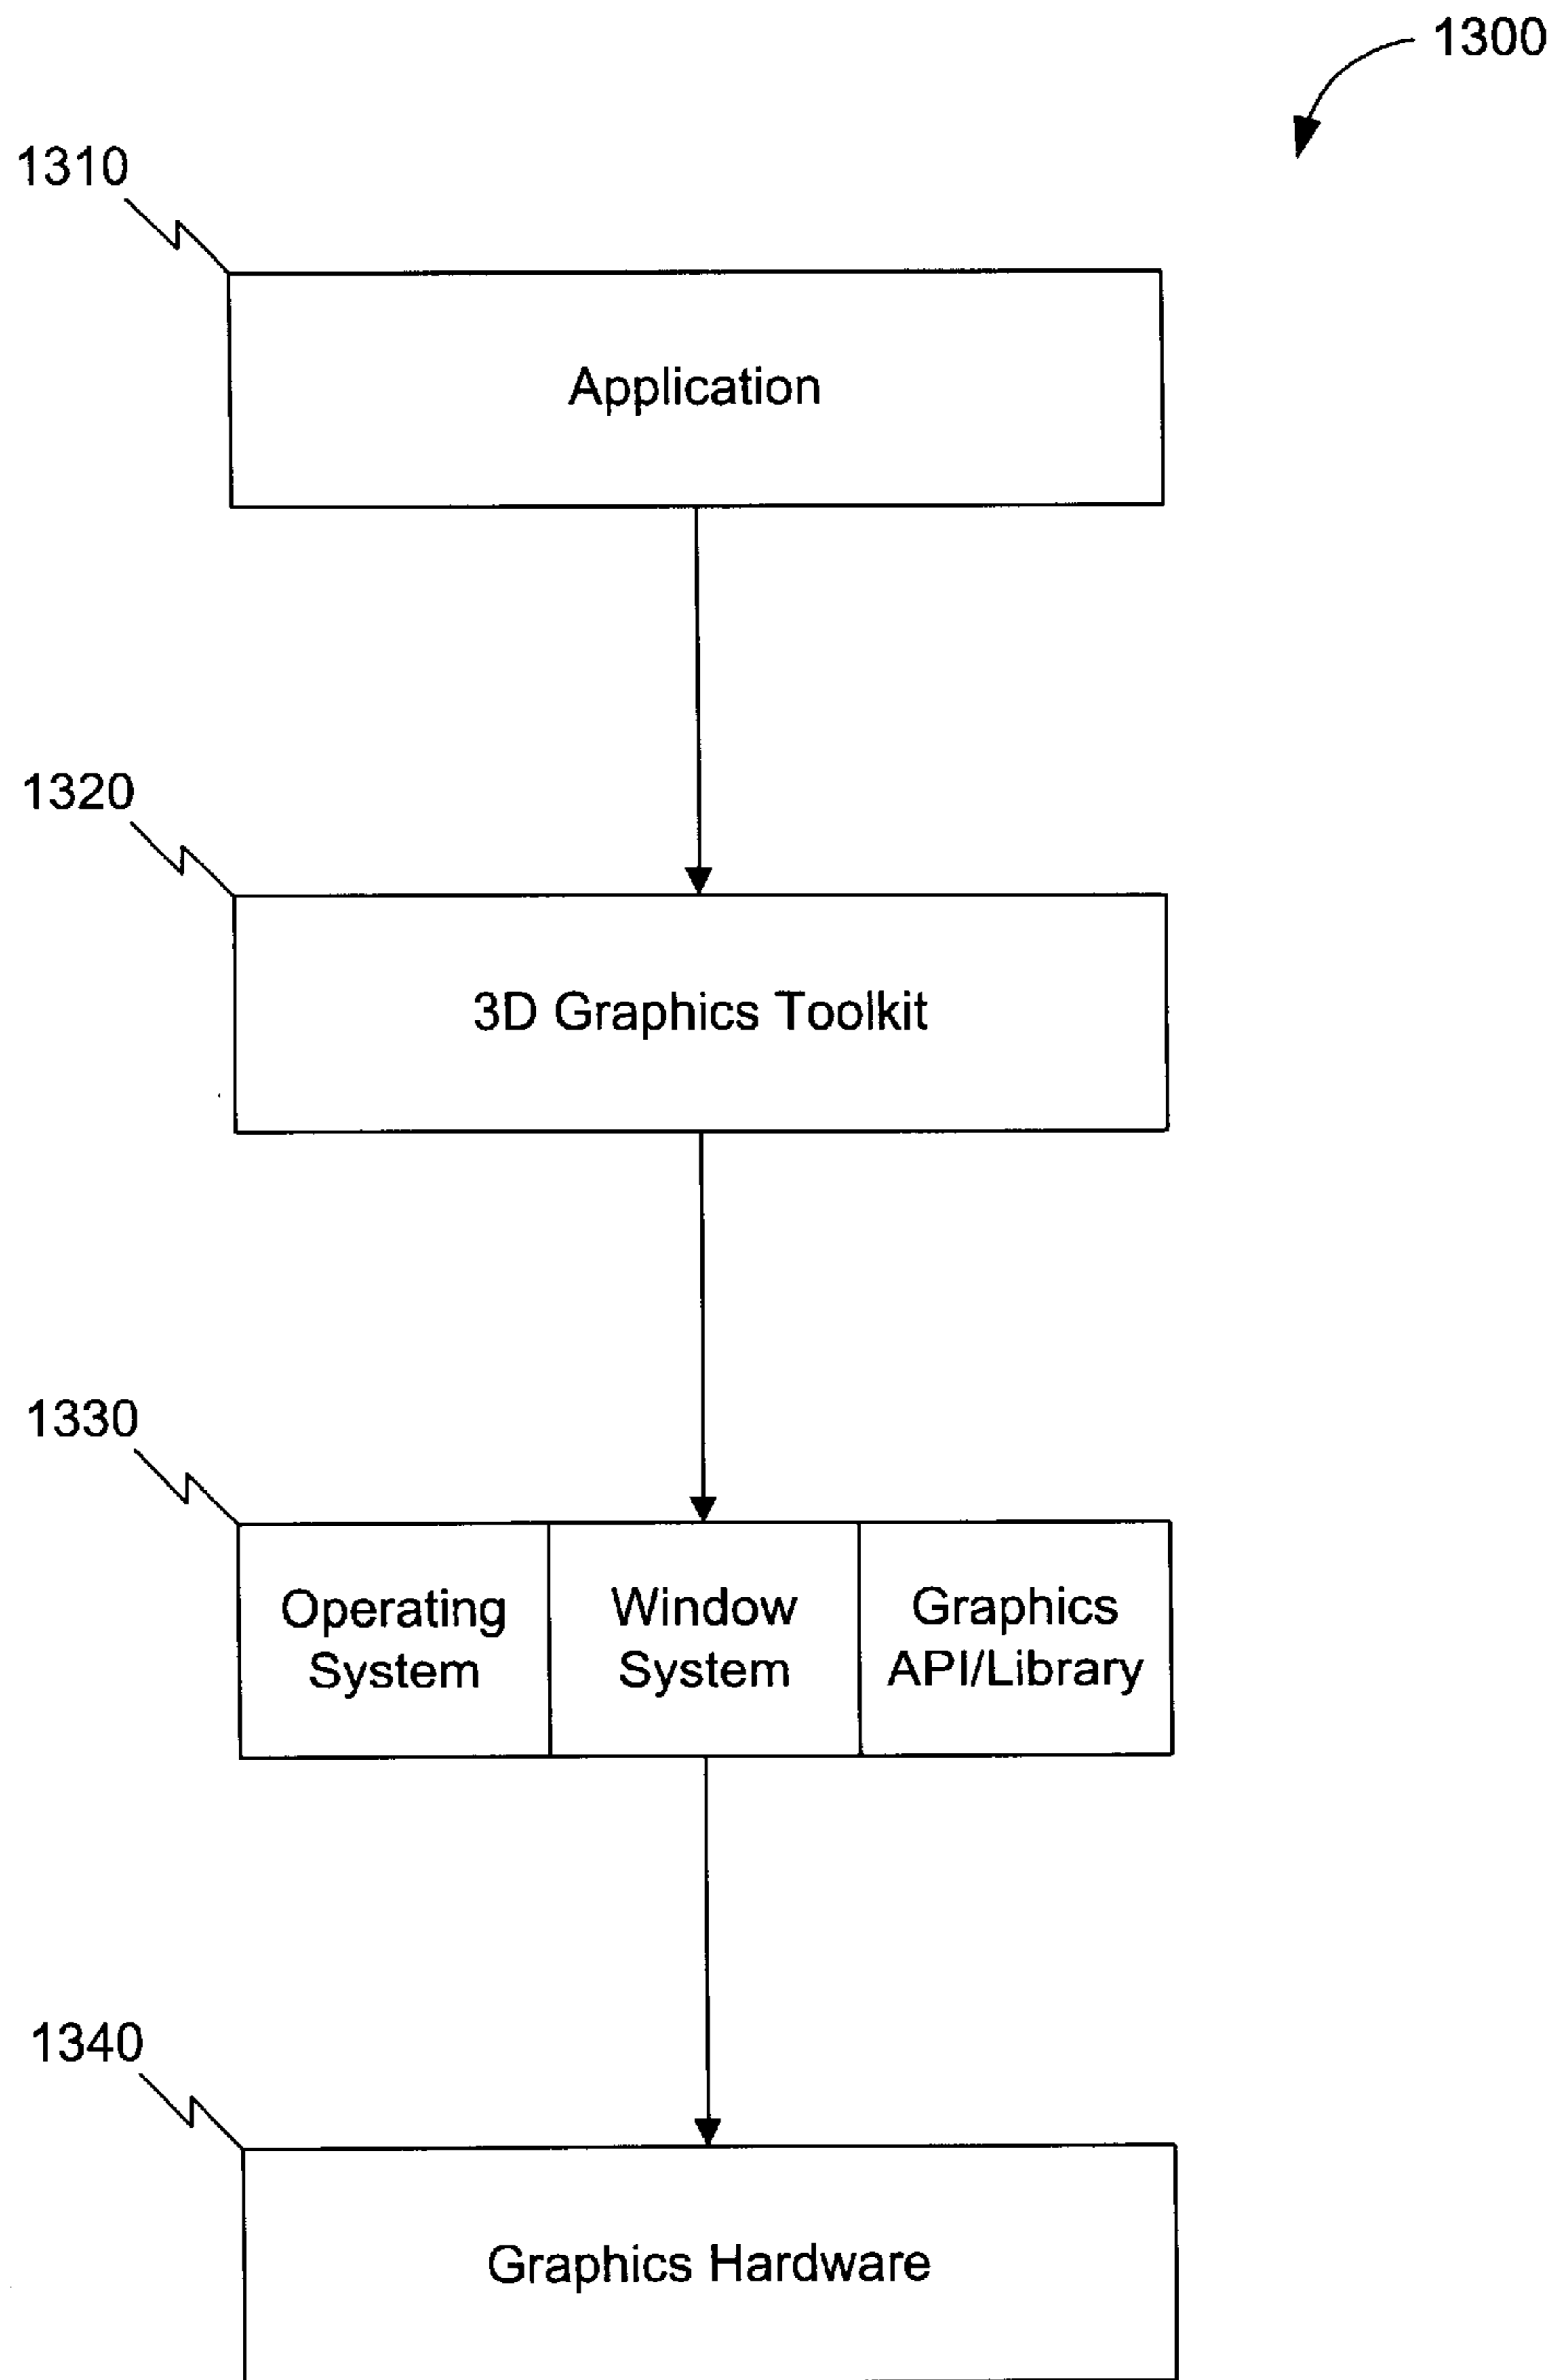 1300
1310
Application
1320
3D Graphics Toolkit
1330
Operating
System
Window
System
Graphics
API/Library
1340
Graphics Hardware